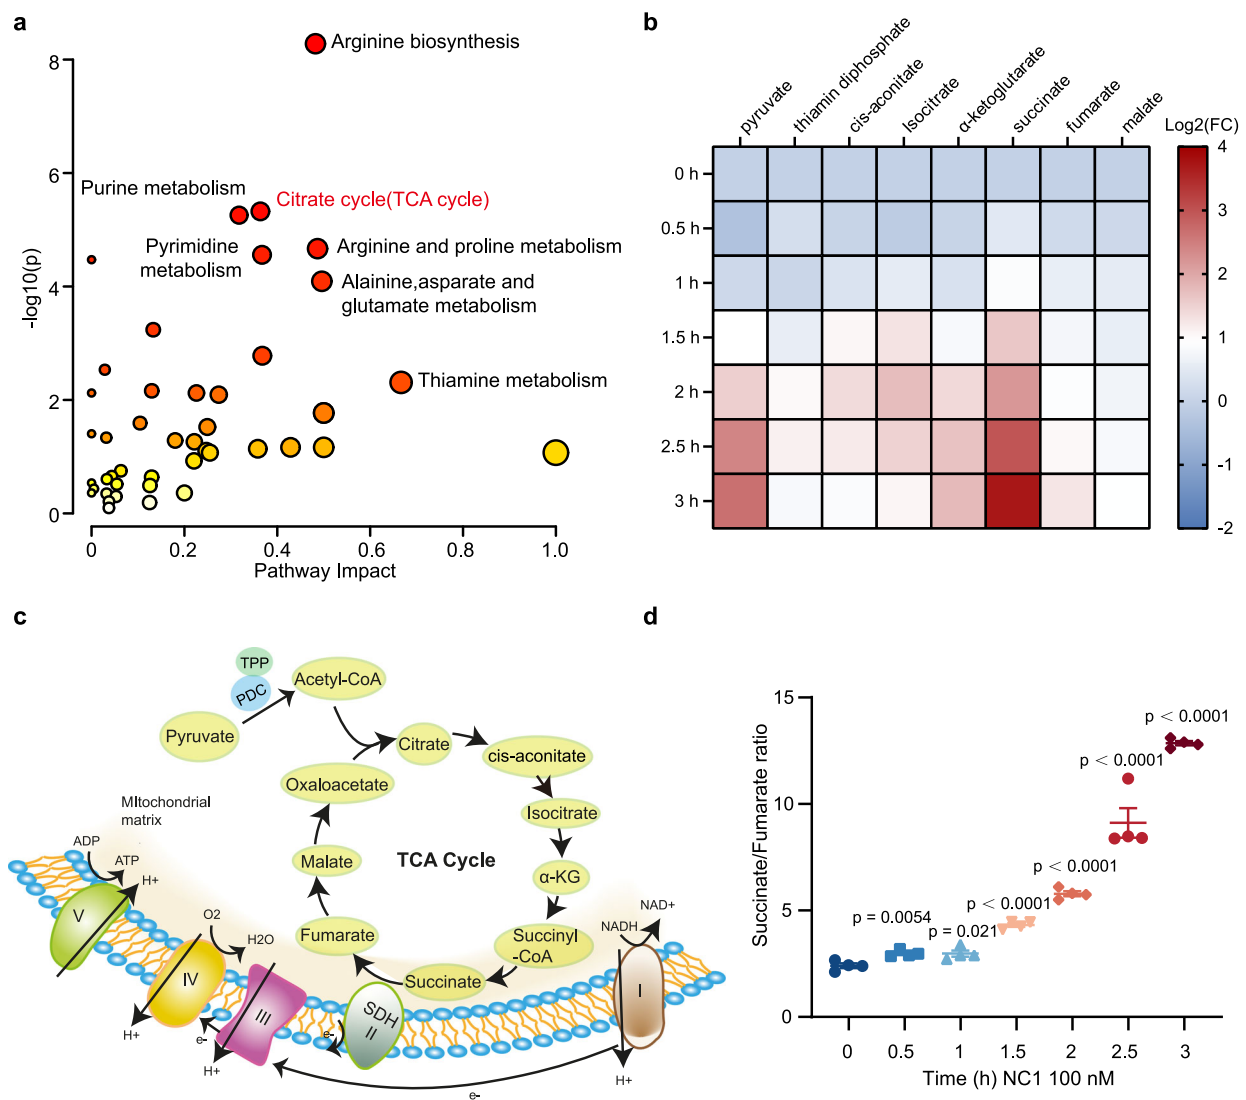 a
Arginine biosynthesis
8
6
Purine metabolism
Citrate cycle(TCA cycle)
Pyrimidine
metabolism
Arginine and proline metabolism
Alainine,asparate and
glutamate metabolism
4
Thiamine metabolism
2
0
-log10(p)
0 0.2 0.4 0.6 0.8 1.0
Pathway Impact
b
pyruvate
thiamin diphosphate
cis-aconitate
Isocitrate
α-ketoglutarate
succinate
fumarate
malate
Log2(FC)
0 h
0.5 h
1 h
1.5 h
2 h
2.5 h
3 h
4
3
2
1
0
-1
-2
c
TPP
PDC
Acetyl-CoA
Pyruvate
Citrate
cis-aconitate
Oxaloacetate
Isocitrate
MItochondrial
matrix
ADP
ATP
H+
Malate
TCA Cycle
α-KG
V
O2
H2O
Fumarate
Succinyl
-CoA
NADH
NAD+
IV
III
Succinate
SDH
II
I
H+
e-
H+
e-
H+
e-
d
Succinate/Fumarate ratio
15
10
5
0
p = 0.0054
p = 0.021
p < 0.0001
p < 0.0001
p < 0.0001
p < 0.0001
0 0.5 1 1.5 2 2.5 3
Time (h) NC1 100 nM